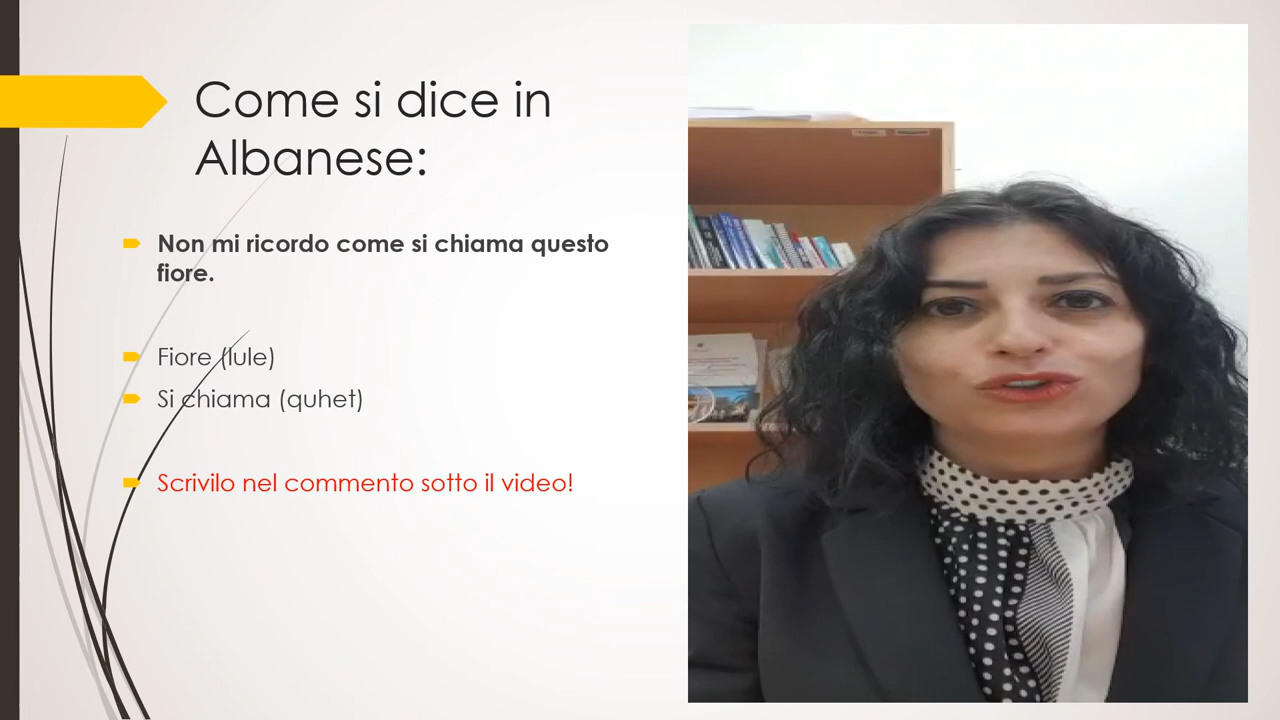 Come si dice in
Albanese:
Non mi ricordo come si chiama questo
fiore.
Fiore (lule)
Si chiama (quhet)
Scrivilo nel commento sotto il video!